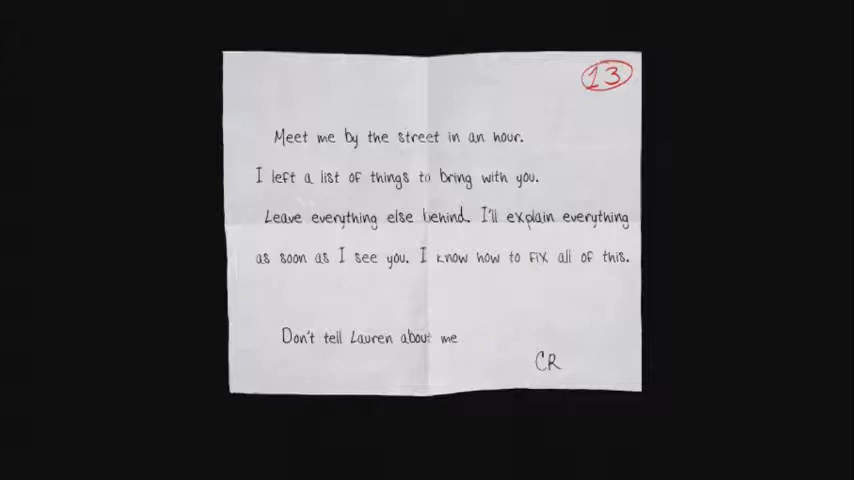 13
Meet me by the street in an hour.
I left a list of things to bring with you.
Leave everything else behind. I'll explain everything
as soon as I see you. I know how to fix all of this.
Don't tell Lauren about me
CR